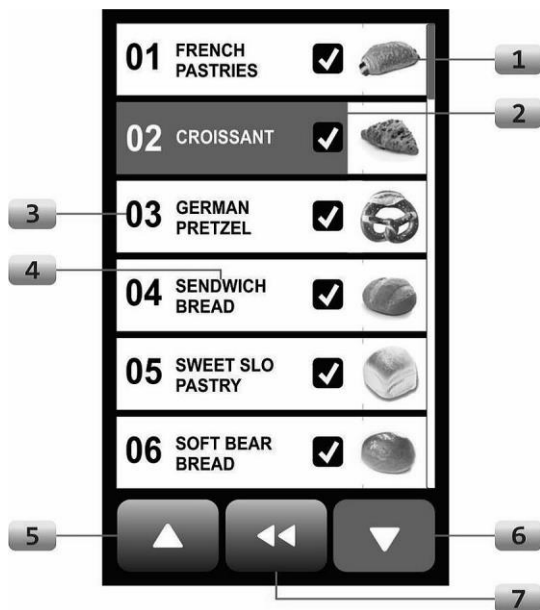 01 FRENCH
PASTRIES
1
2
02 CROISSANT
3
03 GERMAN
PRETZEL
4
04 SENDWICH
BREAD
05 SWEET SLO
PASTRY
06 SOFT BEAR
BREAD
5
6
7